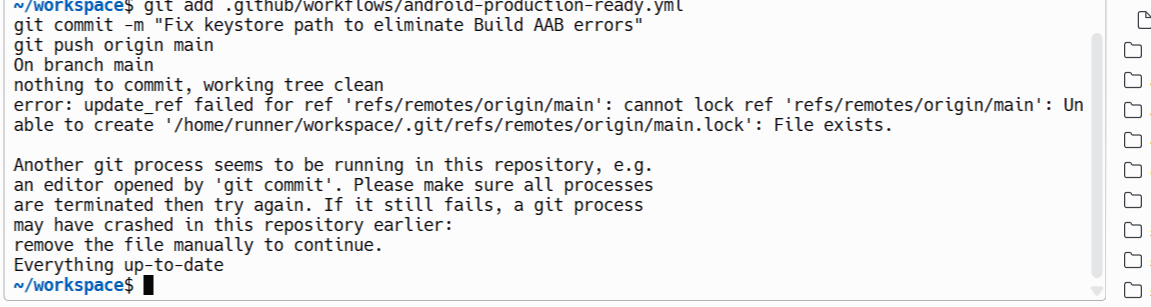 ~/workspace$ git add .github/workflows/android-production-ready.yml
git commit -m "Fix keystore path to eliminate Build AAB errors"
git push origin main
On branch main
nothing to commit, working tree clean
error: update_ref failed for ref 'refs/remotes/origin/main': cannot lock ref 'refs/remotes/origin/main': Un
able to create '/home/runner/workspace/.git/refs/remotes/origin/main.lock': File exists.
Another git process seems to be running in this repository, e.g.
an editor opened by 'git commit'. Please make sure all processes
are terminated then try again. If it still fails, a git process
may have crashed in this repository earlier:
remove the file manually to continue.
Everything up-to-date
~/workspace$